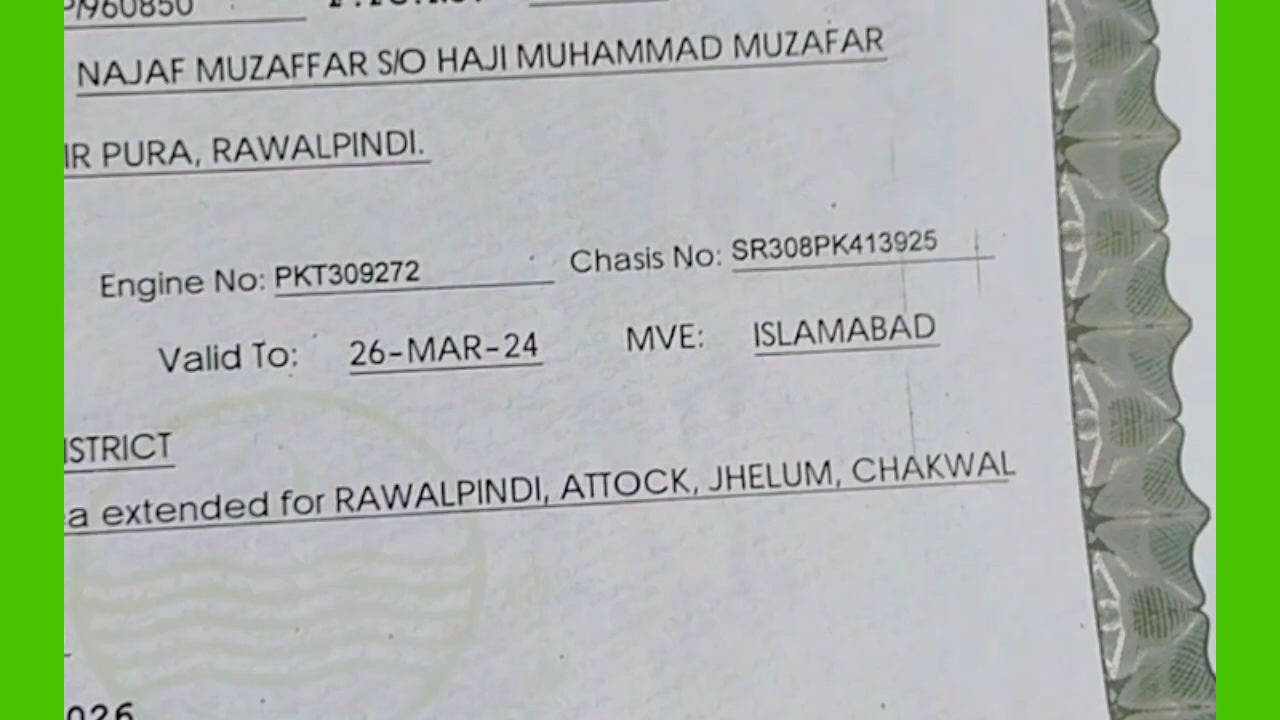 P/960850
NAJAF MUZAFFAR S/O HAJI MUHAMMAD MUZAFAR
IR PURA, RAWALPINDI.
Engine No: PKT309272 Chasis No: SR308PK413925
Valid To: 26-MAR-24 MVE: ISLAMABAD
ISTRICT
a extended for RAWALPINDI, ATTOCK, JHELUM, CHAKWAL
026